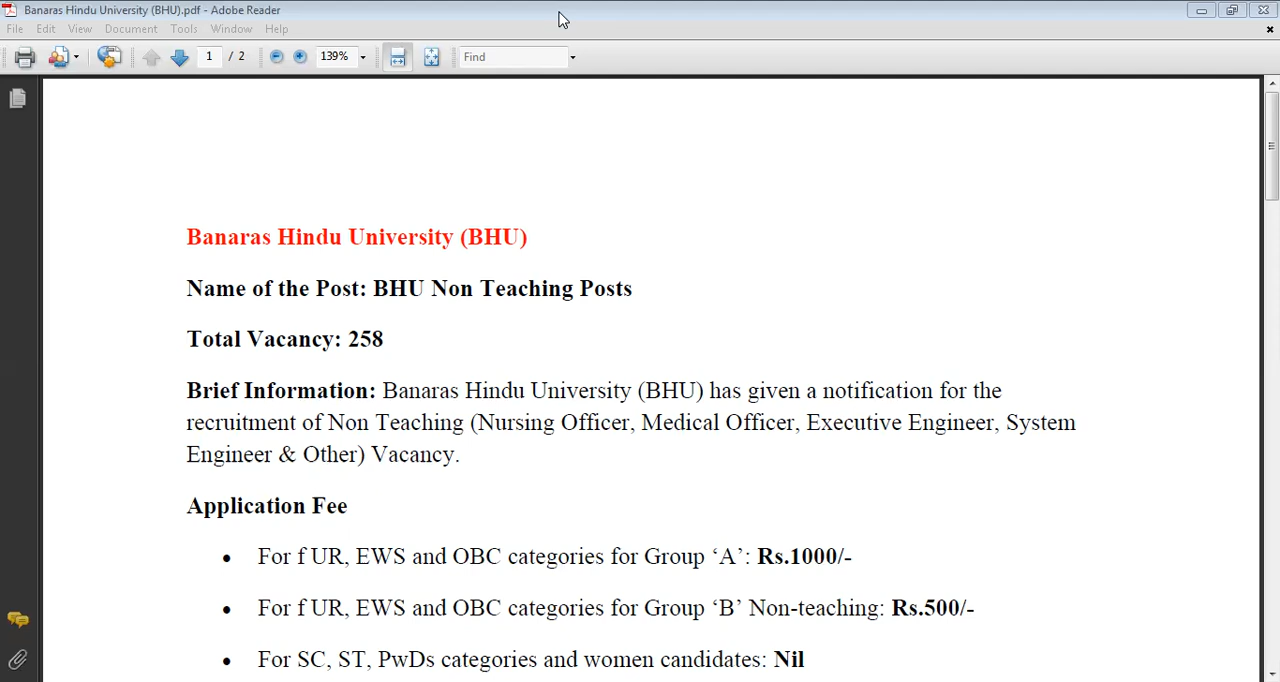 Banaras Hindu University (BHU).pdf - Adobe Reader
File Edit View Document Tools Window Help
1 / 2 139% Find
Banaras Hindu University (BHU)
Name of the Post: BHU Non Teaching Posts
Total Vacancy: 258
Brief Information: Banaras Hindu University (BHU) has given a notification for the
recruitment of Non Teaching (Nursing Officer, Medical Officer, Executive Engineer, System
Engineer & Other) Vacancy.
Application Fee
• For f UR, EWS and OBC categories for Group ‘A’: Rs.1000/-
• For f UR, EWS and OBC categories for Group ‘B’ Non-teaching: Rs.500/-
• For SC, ST, PwDs categories and women candidates: Nil